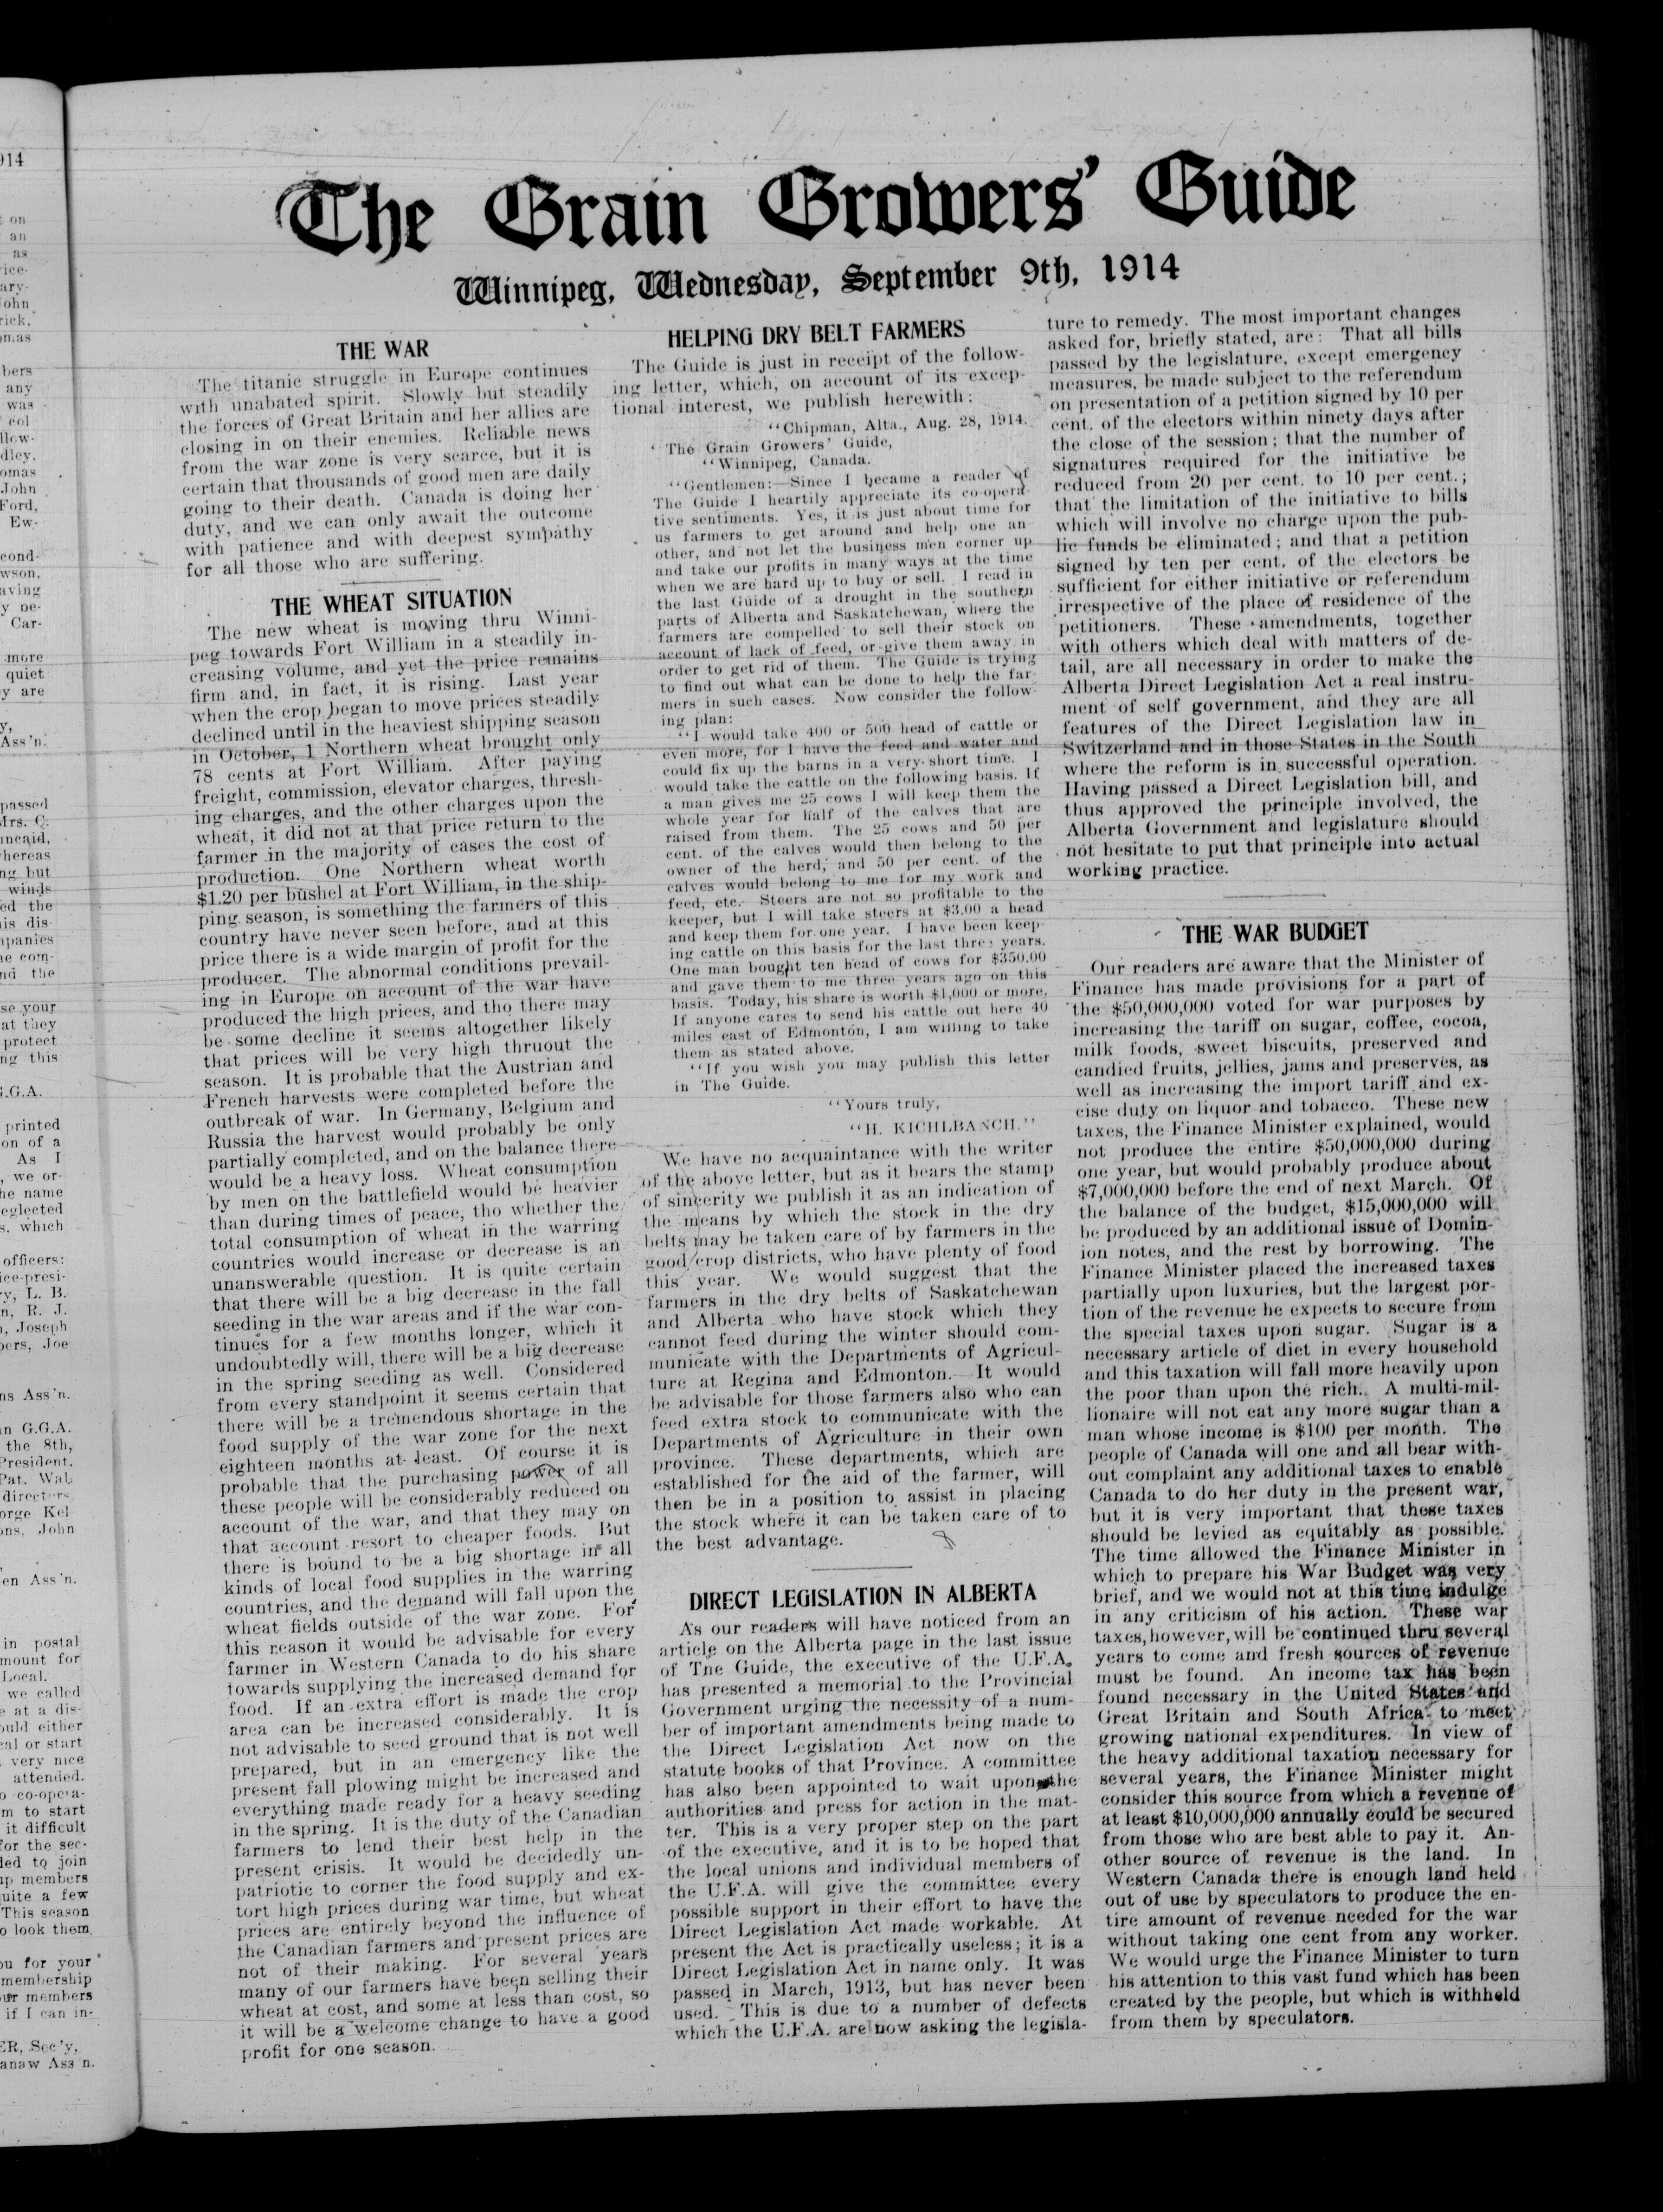 914
The Grain Growers' Guide
Winnipeg, Wednesday, September 9th, 1914
THE WAR
The titanic struggle in Europe continues
with unabated spirit. Slowly but steadily
the forces of Great Britain and her allies are
closing in on their enemies. Reliable news
from the war zone is very scarce, but it is
certain that thousands of good men are daily
going to their death. Canada is doing her
duty, and we can only await the outcome
with patience and with deepest sympathy
for all those who are suffering.
THE WHEAT SITUATION
The new wheat is moving thru Winni-
peg towards Fort William in a steadily in-
creasing volume, and yet the price remains
firm and, in fact, it is rising. Last year
when the crop began to move prices steadily
declined until in the heaviest shipping season
in October, 1 Northern wheat brought only
78 cents at Fort William. After paying
freight, commission, elevator charges, thresh-
ing charges, and the other charges upon the
wheat, it did not at that price return to the
farmer in the majority of cases the cost of
production. One Northern wheat worth
$1.20 per bushel at Fort William, in the ship-
ping season, is something the farmers of this
country have never seen before, and at this
price there is a wide margin of profit for the
producer. The abnormal conditions prevail-
ing in Europe on account of the war have
produced the high prices, and tho there may
be some decline it seems altogether likely
that prices will be very high thruout the
season. It is probable that the Austrian and
French harvests were completed before the
outbreak of war. In Germany, Belgium and
Russia the harvest would probably be only
partially completed, and on the balance there
would be a heavy loss. Wheat consumption
by men on the battlefield would be heavier
than during times of peace, tho whether the
total consumption of wheat in the warring
countries would increase or decrease is an
unanswerable question. It is quite certain
that there will be a big decrease in the fall
seeding in the war areas and if the war con-
tinues for a few months longer, which it
undoubtedly will, there will be a big decrease
in the spring seeding as well. Considered
from every standpoint it seems certain that
there will be a tremendous shortage in the
food supply of the war zone for the next
eighteen months at least. Of course it is
probable that the purchasing power of all
these people will be considerably reduced on
account of the war, and that they may on
that account resort to cheaper foods. But
there is bound to be a big shortage in all
kinds of local food supplies in the warring
countries, and the demand will fall upon the
wheat fields outside of the war zone. For
this reason it would be advisable for every
farmer in Western Canada to do his share
towards supplying the increased demand for
food. If an extra effort is made the crop
area can be increased considerably. It is
not advisable to seed ground that is not well
prepared, but in an emergency like the
present fall plowing might be increased and
everything made ready for a heavy seeding
in the spring. It is the duty of the Canadian
farmers to lend their best help in the
present crisis. It would be decidedly un-
patriotic to corner the food supply and ex-
tort high prices during war time, but wheat
prices are entirely beyond the influence of
the Canadian farmers and present prices are
not of their making. For several years
many of our farmers have been selling their
wheat at cost, and some at less than cost, so
it will be a welcome change to have a good
profit for one season.
HELPING DRY BELT FARMERS
The Guide is just in receipt of the follow-
ing letter, which, on account of its excep-
tional interest, we publish herewith:
"Chipman, Alta., Aug. 28, 1914.
' The Grain Growers' Guide,
"Winnipeg, Canada.
"Gentlemen:—Since I became a reader of
The Guide I heartily appreciate its co-opera-
tive sentiments. Yes, it is just about time for
us farmers to get around and help one an-
other, and not let the business men corner up
and take our profits in many ways at the time
when we are hard up to buy or sell. I read in
the last Guide of a drought in the southern
parts of Alberta and Saskatchewan, where the
farmers are compelled to sell their stock on
account of lack of feed, or give them away in
order to get rid of them. The Guide is trying
to find out what can be done to help the far-
mers in such cases. Now consider the follow-
ing plan:
"I would take 400 or 500 head of cattle or
even more, for I have the feed and water and
could fix up the barns in a very short time. I
would take the cattle on the following basis. If
a man gives me 25 cows I will keep them the
whole year for half of the calves that are
raised from them. The 25 cows and 50 per
cent. of the calves would then belong to the
owner of the herd, and 50 per cent. of the
calves would belong to me for my work and
feed, etc. Steers are not so profitable to the
keeper, but I will take steers at $3.00 a head
and keep them for one year. I have been keep-
ing cattle on this basis for the last three years.
One man bought ten head of cows for $350.00
and gave them to me three years ago on this
basis. Today, his share is worth $1,000 or more.
If anyone cares to send his cattle out here 40
miles east of Edmonton, I am willing to take
them as stated above.
"If you wish you may publish this letter
in The Guide.
"Yours truly,
"H. KICHLBANCH."
We have no acquaintance with the writer
of the above letter, but as it bears the stamp
of sincerity we publish it as an indication of
the means by which the stock in the dry
belts may be taken care of by farmers in the
good crop districts, who have plenty of food
this year. We would suggest that the
farmers in the dry belts of Saskatchewan
and Alberta who have stock which they
cannot feed during the winter should com-
municate with the Departments of Agricul-
ture at Regina and Edmonton. It would
be advisable for those farmers also who can
feed extra stock to communicate with the
Departments of Agriculture in their own
province. These departments, which are
established for the aid of the farmer, will
then be in a position to assist in placing
the stock where it can be taken care of to
the best advantage.
DIRECT LEGISLATION IN ALBERTA
As our readers will have noticed from an
article on the Alberta page in the last issue
of The Guide, the executive of the U.F.A.
has presented a memorial to the Provincial
Government urging the necessity of a num-
ber of important amendments being made to
the Direct Legislation Act now on the
statute books of that Province. A committee
has also been appointed to wait upon the
authorities and press for action in the mat-
ter. This is a very proper step on the part
of the executive, and it is to be hoped that
the local unions and individual members of
the U.F.A. will give the committee every
possible support in their effort to have the
Direct Legislation Act made workable. At
present the Act is practically useless; it is a
Direct Legislation Act in name only. It was
passed in March, 1913, but has never been
used. This is due to a number of defects
which the U.F.A. are now asking the legisla-
ture to remedy. The most important changes
asked for, briefly stated, are: That all bills
passed by the legislature, except emergency
measures, be made subject to the referendum
on presentation of a petition signed by 10 per
cent. of the electors within ninety days after
the close of the session; that the number of
signatures required for the initiative be
reduced from 20 per cent. to 10 per cent.;
that the limitation of the initiative to bills
which will involve no charge upon the pub-
lic funds be eliminated; and that a petition
signed by ten per cent. of the electors be
sufficient for either initiative or referendum
irrespective of the place of residence of the
petitioners. These amendments, together
with others which deal with matters of de-
tail, are all necessary in order to make the
Alberta Direct Legislation Act a real instru-
ment of self government, and they are all
features of the Direct Legislation law in
Switzerland and in those States in the South
where the reform is in successful operation.
Having passed a Direct Legislation bill, and
thus approved the principle involved, the
Alberta Government and legislature should
not hesitate to put that principle into actual
working practice.
THE WAR BUDGET
Our readers are aware that the Minister of
Finance has made provisions for a part of
the $50,000,000 voted for war purposes by
increasing the tariff on sugar, coffee, cocoa,
milk foods, sweet biscuits, preserved and
candied fruits, jellies, jams and preserves, as
well as increasing the import tariff and ex-
cise duty on liquor and tobacco. These new
taxes, the Finance Minister explained, would
not produce the entire $50,000,000 during
one year, but would probably produce about
$7,000,000 before the end of next March. Of
the balance of the budget, $15,000,000 will
be produced by an additional issue of Domin-
ion notes, and the rest by borrowing. The
Finance Minister placed the increased taxes
partially upon luxuries, but the largest por-
tion of the revenue he expects to secure from
the special taxes upon sugar. Sugar is a
necessary article of diet in every household
and this taxation will fall more heavily upon
the poor than upon the rich. A multi-mil-
lionaire will not eat any more sugar than a
man whose income is $100 per month. The
people of Canada will one and all bear with-
out complaint any additional taxes to enable
Canada to do her duty in the present war,
but it is very important that these taxes
should be levied as equitably as possible.
The time allowed the Finance Minister in
which to prepare his War Budget was very
brief, and we would not at this time indulge
in any criticism of his action. These war
taxes, however, will be continued thru several
years to come and fresh sources of revenue
must be found. An income tax has been
found necessary in the United States and
Great Britain and South Africa to meet
growing national expenditures. In view of
the heavy additional taxation necessary for
several years, the Finance Minister might
consider this source from which a revenue of
at least $10,000,000 annually could be secured
from those who are best able to pay it. An-
other source of revenue is the land. In
Western Canada there is enough land held
out of use by speculators to produce the en-
tire amount of revenue needed for the war
without taking one cent from any worker.
We would urge the Finance Minister to turn
his attention to this vast fund which has been
created by the people, but which is withheld
from them by speculators.